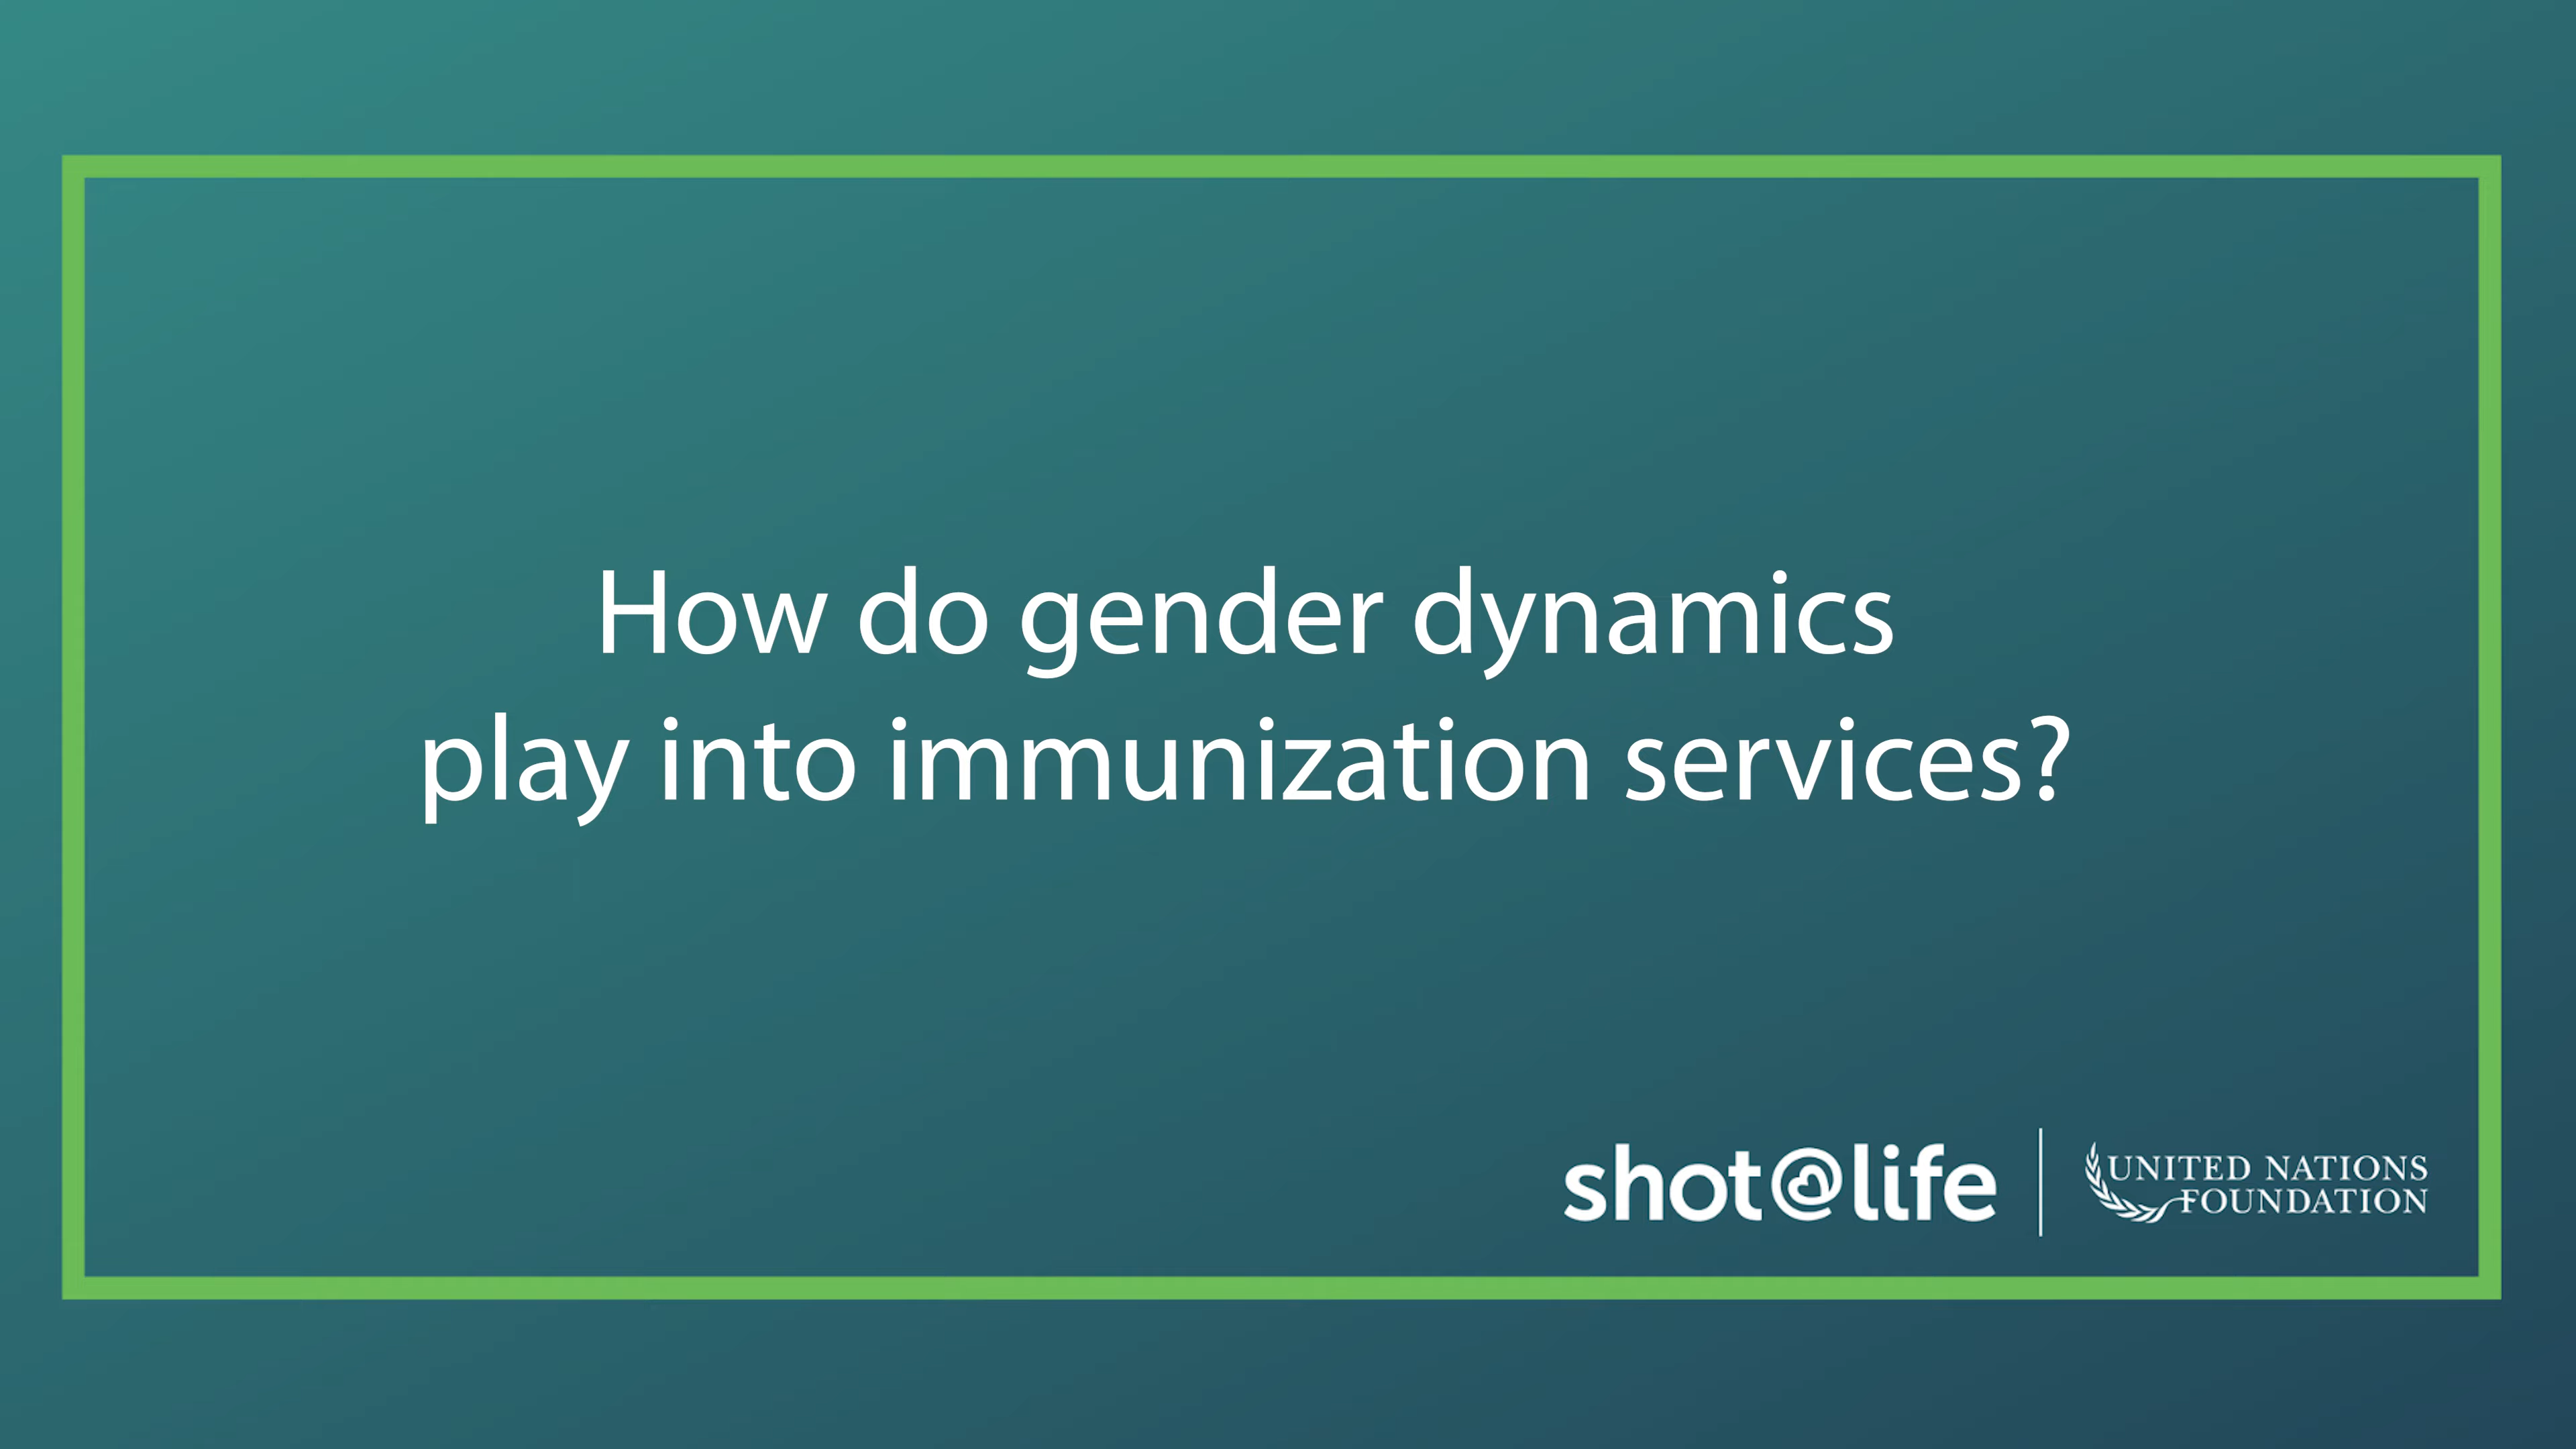 How do gender dynamics
play into immunization services?
shot@life
UNITED NATIONS
FOUNDATION